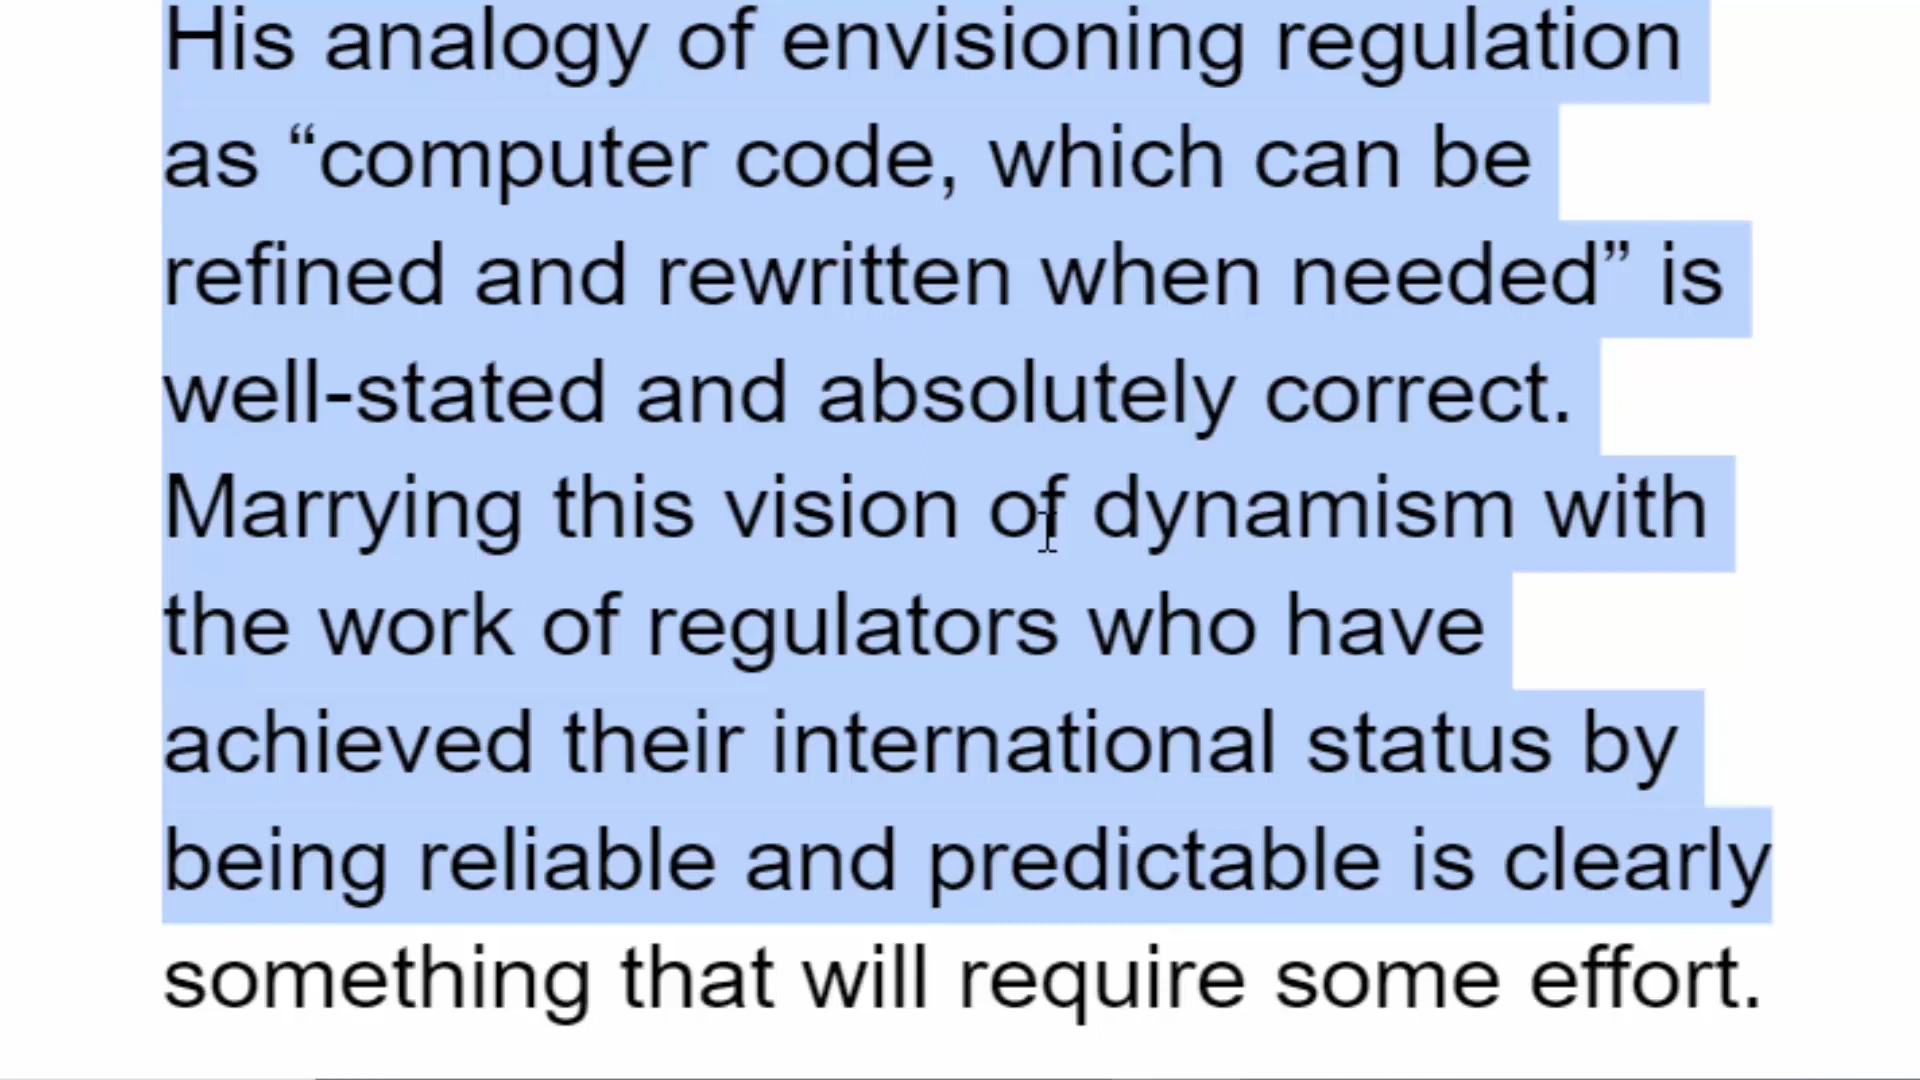 His analogy of envisioning regulation
as “computer code, which can be
refined and rewritten when needed” is
well-stated and absolutely correct.
Marrying this vision of dynamism with
the work of regulators who have
achieved their international status by
being reliable and predictable is clearly
something that will require some effort.